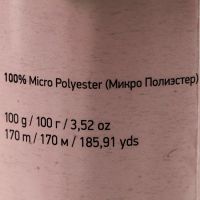 100% Micro Polyester (Микро Полиэстер)
100 g / 100 г / 3,52 oz
170 m / 170 м / 185,91 yds